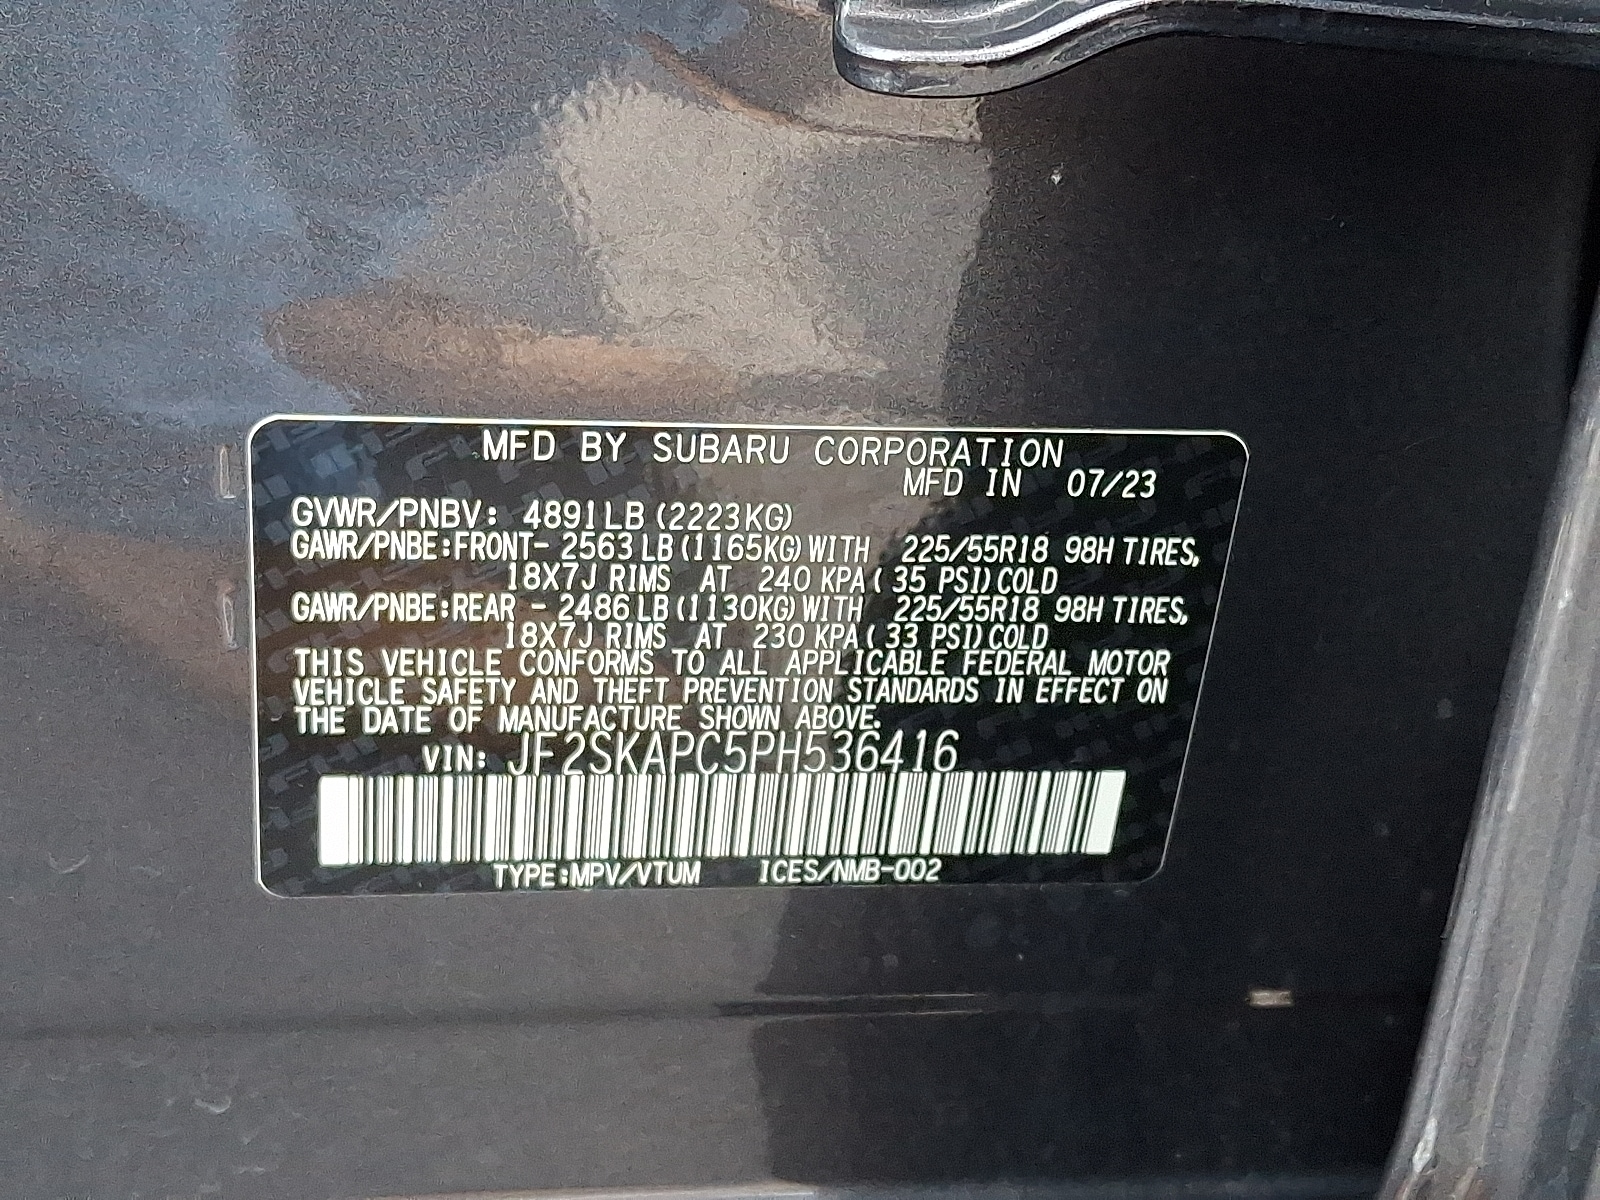 MFD BY SUBARU CORPORATION
MFD IN 07/23
GVWR/PNBV: 4891LB (2223KG)
GAWR/PNBE:FRONT- 2563 LB (1165KG) WITH 225/55R18 98H TIRES,
18X7J RIMS AT 240 KPA ( 35 PSI) COLD
GAWR/PNBE:REAR - 2486 LB (1130KG) WITH 225/55R18 98H TIRES,
18X7J RIMS AT 230 KPA ( 33 PSI) COLD
THIS VEHICLE CONFORMS TO ALL APPLICABLE FEDERAL MOTOR
VEHICLE SAFETY AND THEFT PREVENTION STANDARDS IN EFFECT ON
THE DATE OF MANUFACTURE SHOWN ABOVE.
VIN: JF2SKAPC5PH536416
TYPE:MPV/VTUM ICES/NMB-002